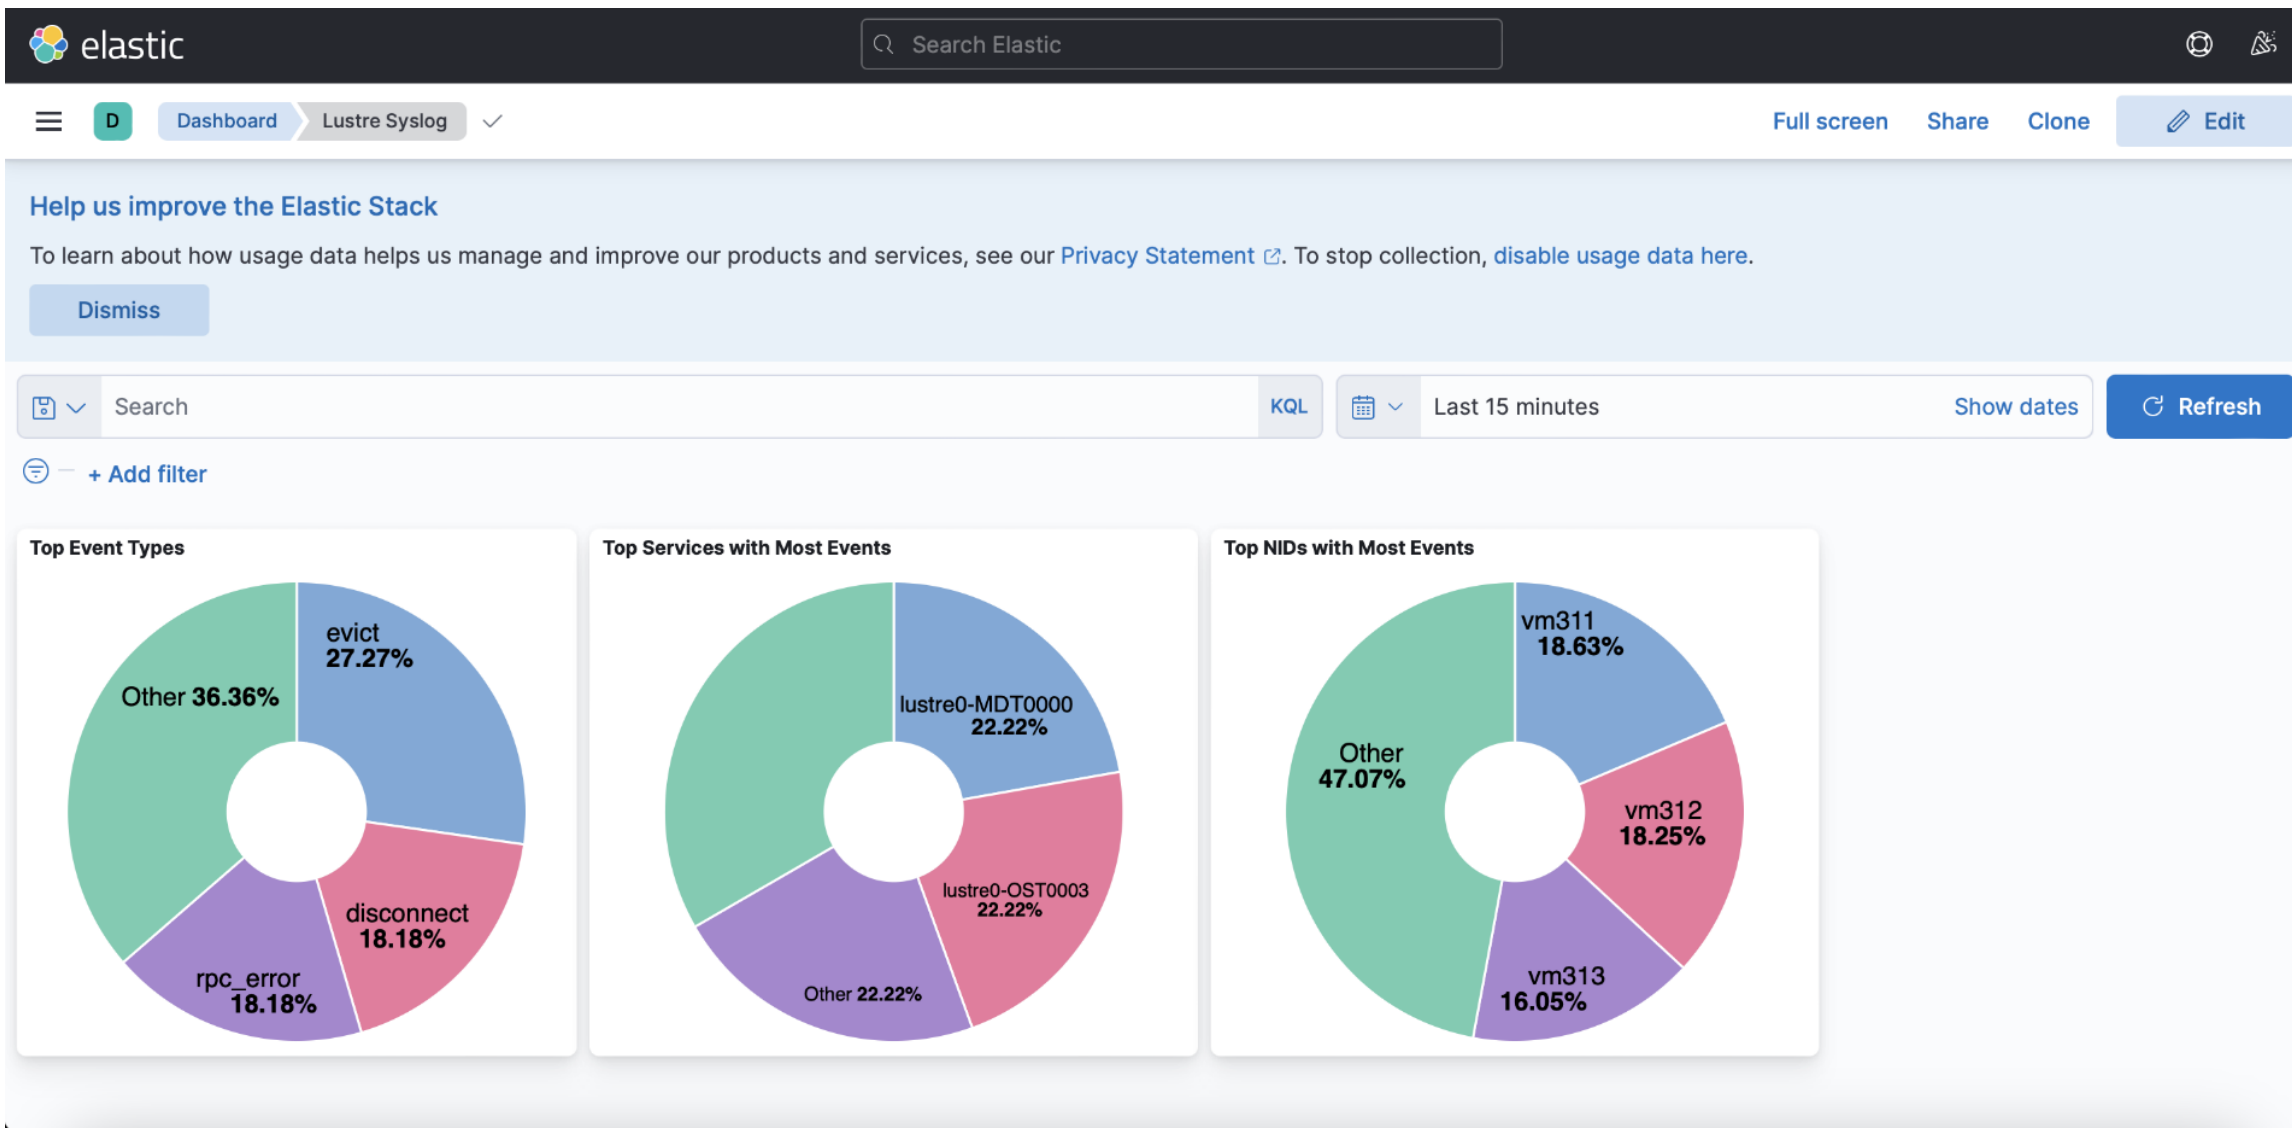 elastic
Search Elastic
D
Dashboard
Lustre Syslog
Full screen
Share
Clone
Edit
Help us improve the Elastic Stack
To learn about how usage data helps us manage and improve our products and services, see our Privacy Statement. To stop collection, disable usage data here.
Dismiss
Search
KQL
Last 15 minutes
Show dates
Refresh
+ Add filter
Top Event Types
evict
27.27%
Other 36.36%
disconnect
18.18%
rpc_error
18.18%
Top Services with Most Events
lustre0-MDT0000
22.22%
lustre0-OST0003
22.22%
Other 22.22%
Top NIDs with Most Events
vm311
18.63%
Other
47.07%
vm312
18.25%
vm313
16.05%